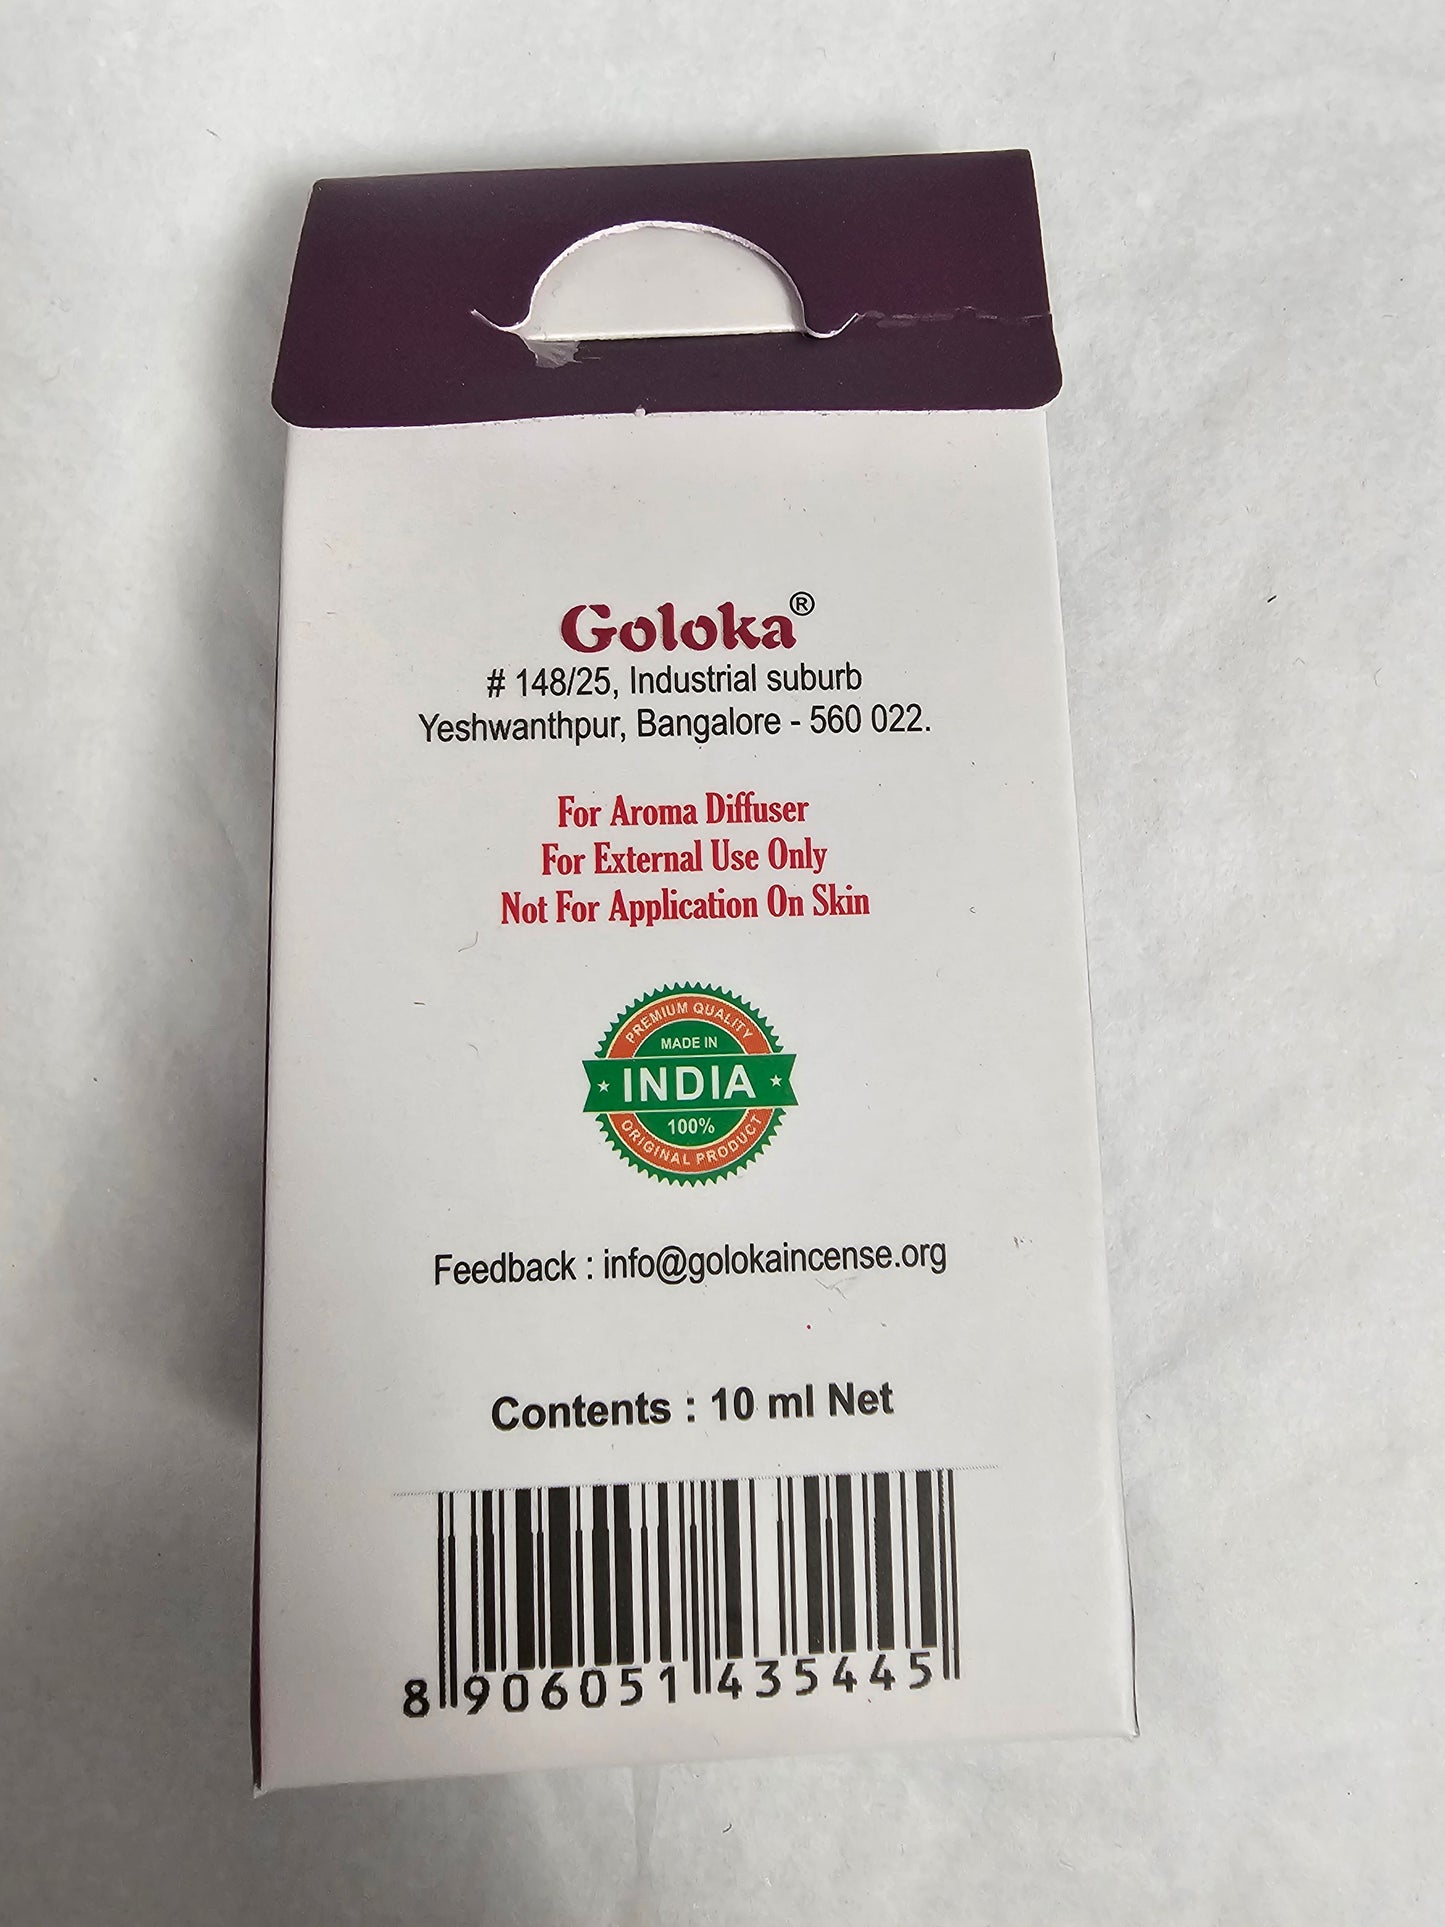 Goloka®
# 148/25, Industrial suburb
Yeshwanthpur, Bangalore - 560 022.
For Aroma Diffuser
For External Use Only
Not For Application On Skin
PREMIUM QUALITY
MADE IN
INDIA
100%
ORIGINAL PRODUCT
Feedback : info@golokaincense.org
Contents : 10 ml Net
8 906051 435445